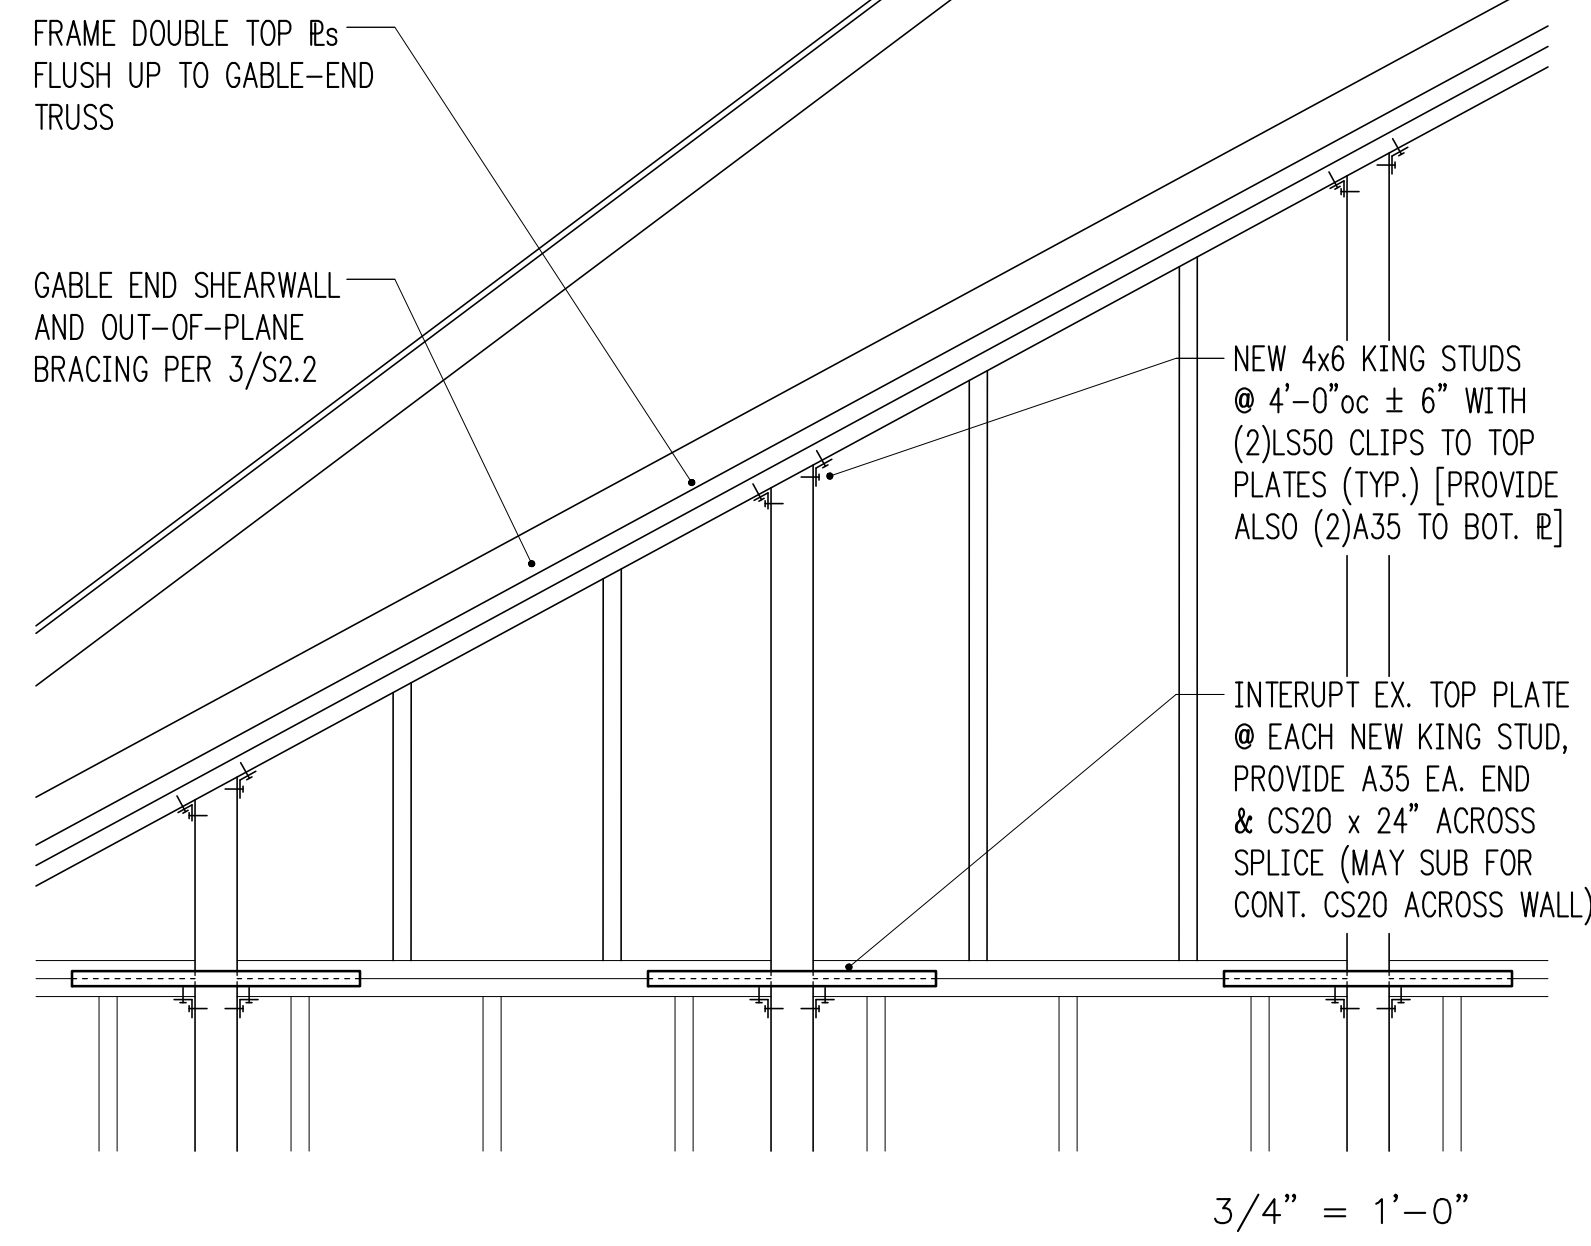 FRAME DOUBLE TOP ℄s
FLUSH UP TO GABLE-END
TRUSS
GABLE END SHEARWALL
AND OUT-OF-PLANE
BRACING PER 3/S2.2
NEW 4x6 KING STUDS
@ 4'-0"oc ± 6" WITH
(2)LS50 CLIPS TO TOP
PLATES (TYP.) [PROVIDE
ALSO (2)A35 TO BOT. ℄]
INTERUPT EX. TOP PLATE
@ EACH NEW KING STUD,
PROVIDE A35 EA. END
& CS20 x 24" ACROSS
SPLICE (MAY SUB FOR
CONT. CS20 ACROSS WALL)
3/4" = 1'-0"